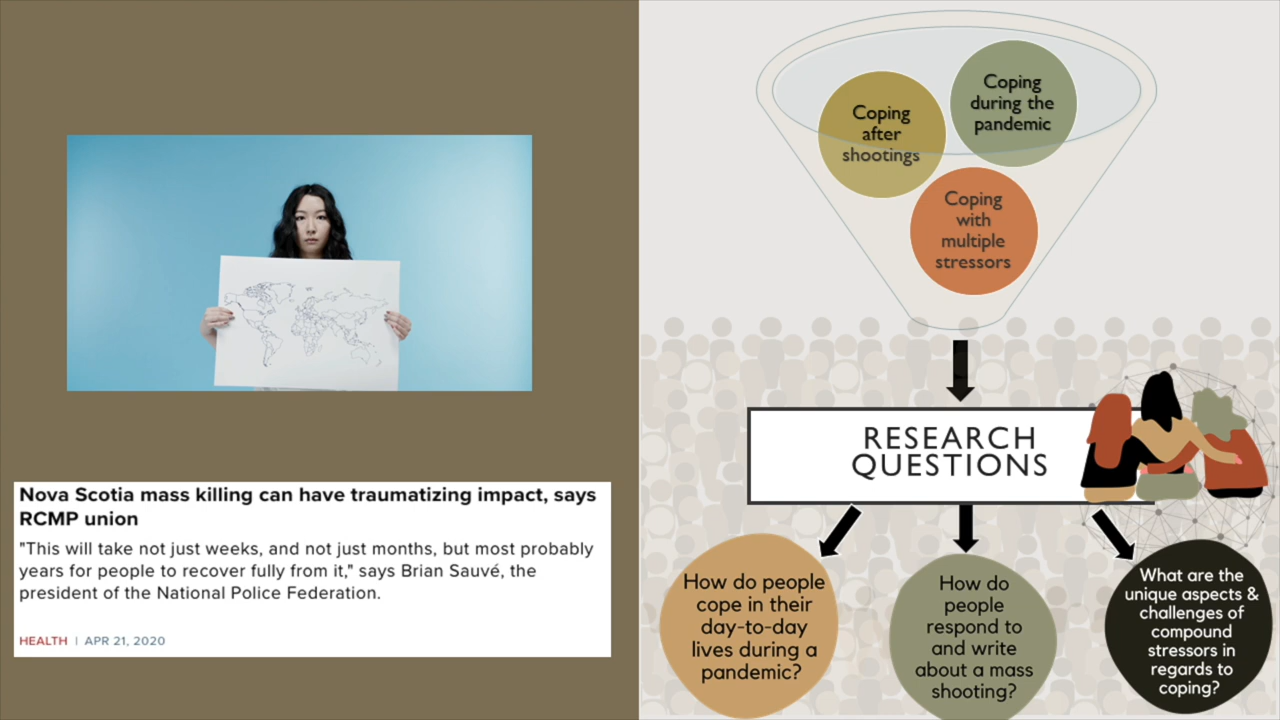 Nova Scotia mass killing can have traumatizing impact, says
RCMP union
"This will take not just weeks, and not just months, but most probably
years for people to recover fully from it," says Brian Sauvé, the
president of the National Police Federation.
HEALTH | APR 21, 2020
Coping
after
shootings
Coping
during the
pandemic
Coping
with
multiple
stressors
RESEARCH
QUESTIONS
How do people
cope in their
day-to-day
lives during a
pandemic?
How do
people
respond to
and write
about a mass
shooting?
What are the
unique aspects &
challenges of
compound
stressors in
regards to
coping?